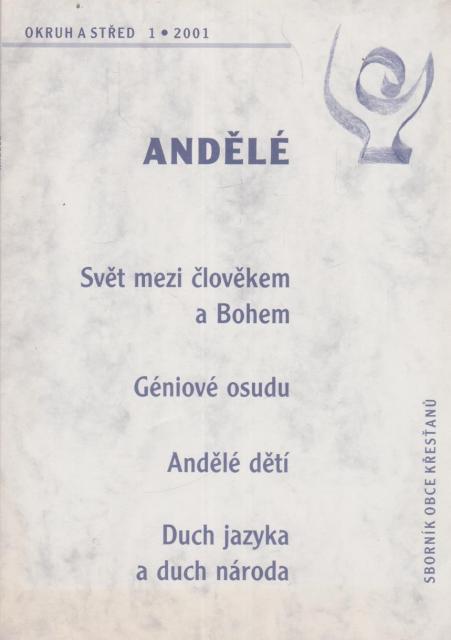 OKRUH A STŘED 1 • 2001
ANDĚLÉ
Svět mezi člověkem
a Bohem
Géniové osudu
Andělé dětí
Duch jazyka
a duch národa
SBORNÍK OBCE KŘESŤANŮ